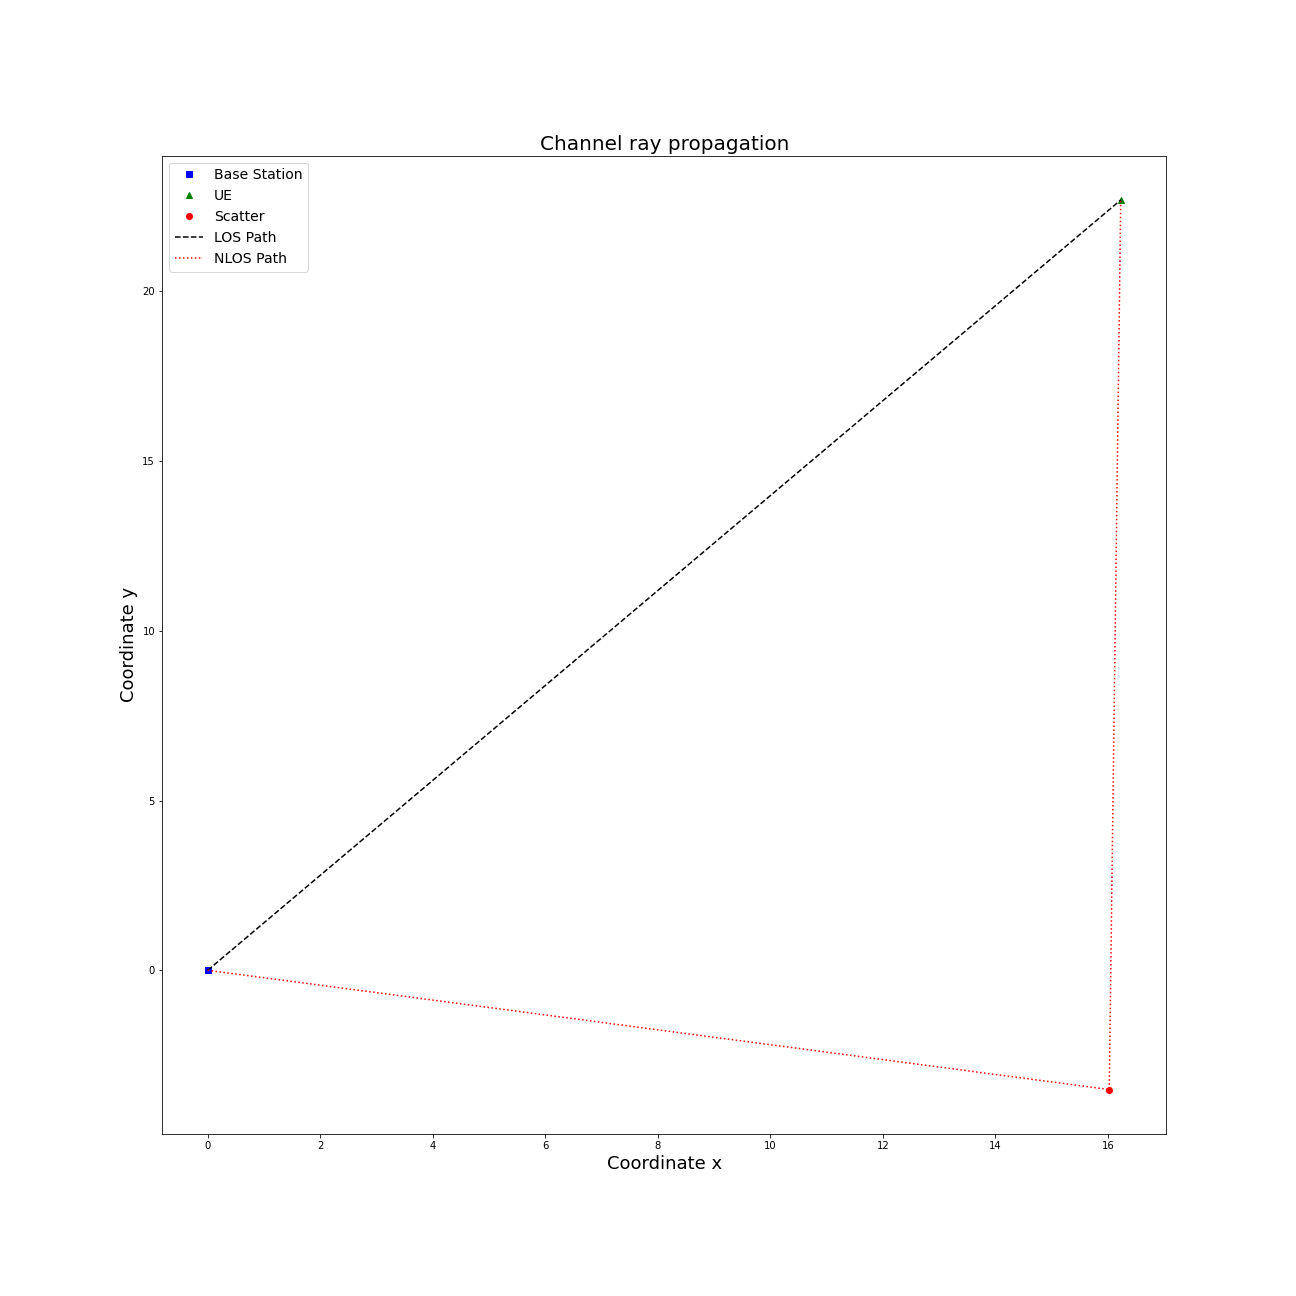 Channel ray propagation
Base Station
UE
Scatter
LOS Path
NLOS Path
20
15
10
5
0
Coordinate y
0 2 4 6 8 10 12 14 16
Coordinate x